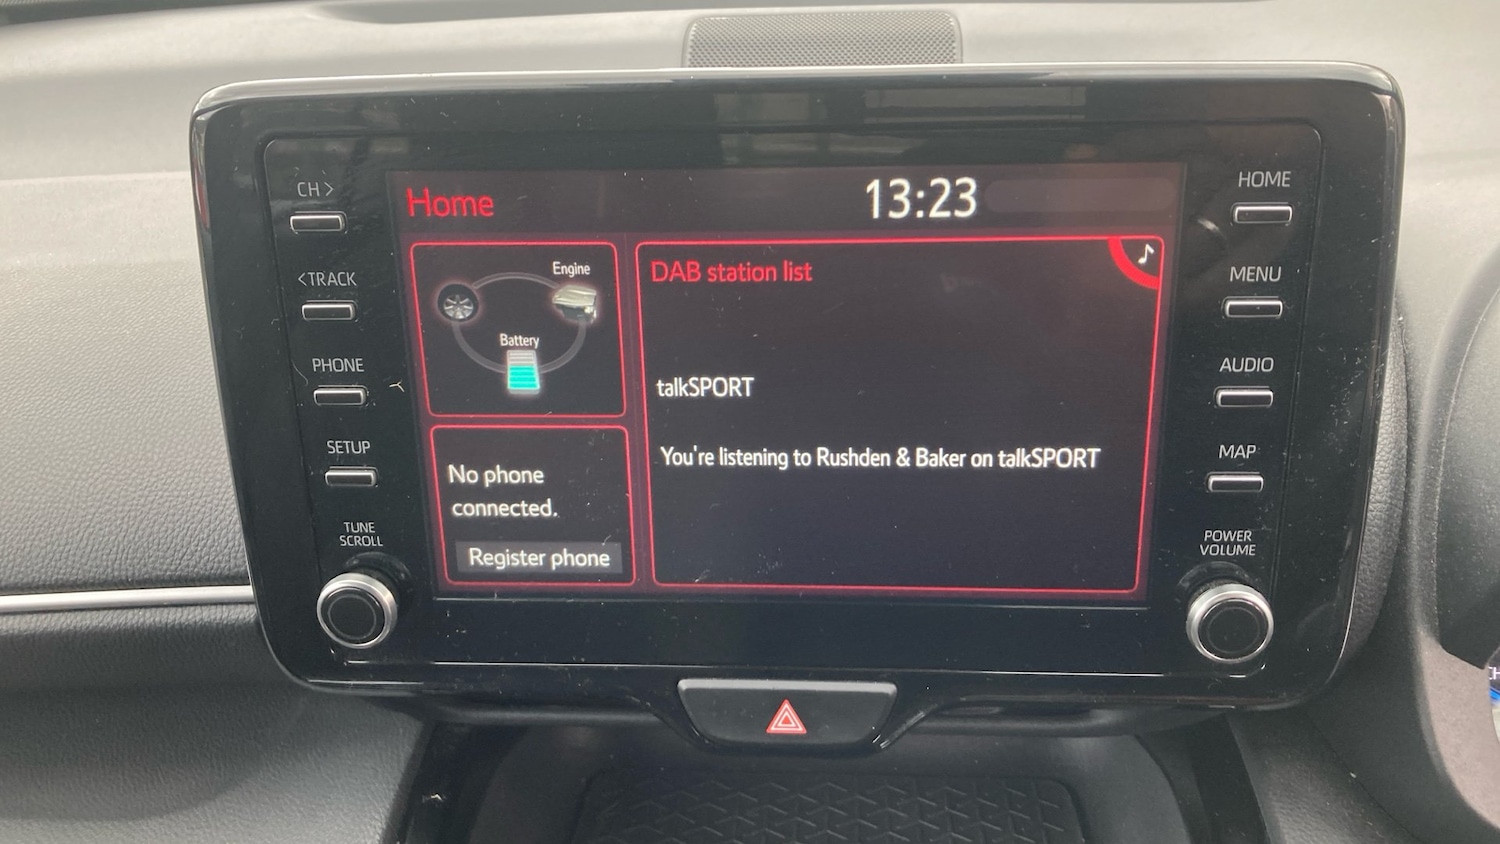 CH >
< TRACK
PHONE
SETUP
TUNE
SCROLL
Home
13:23
Engine
Battery
No phone
connected.
Register phone
DAB station list
talkSPORT
You're listening to Rushden & Baker on talkSPORT
HOME
MENU
AUDIO
MAP
POWER
VOLUME